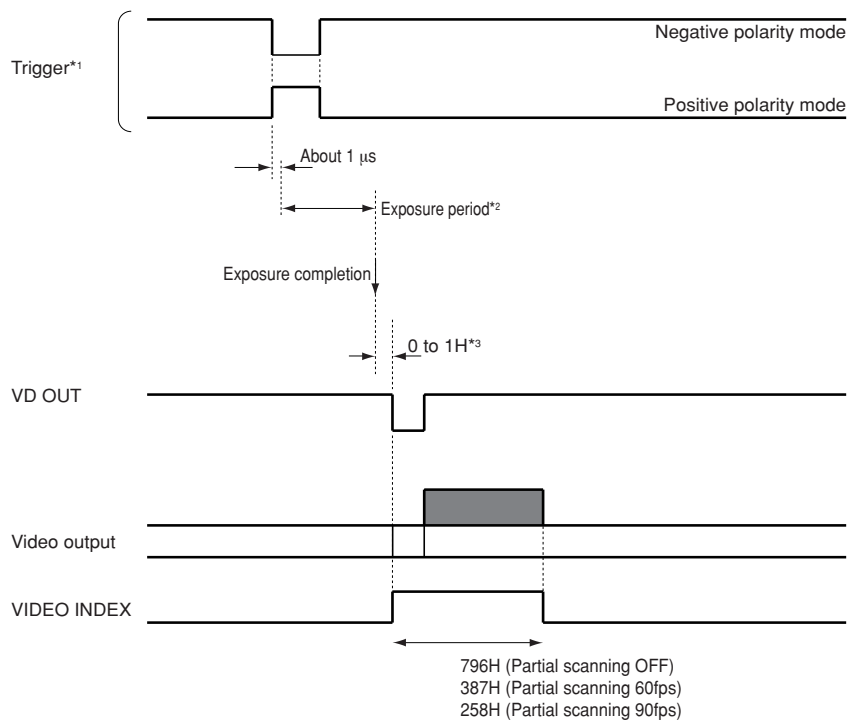 Negative polarity mode
Trigger*1
Positive polarity mode
About 1 μs
Exposure period*2
Exposure completion
0 to 1H*3
VD OUT
Video output
VIDEO INDEX
796H (Partial scanning OFF)
387H (Partial scanning 60fps)
258H (Partial scanning 90fps)